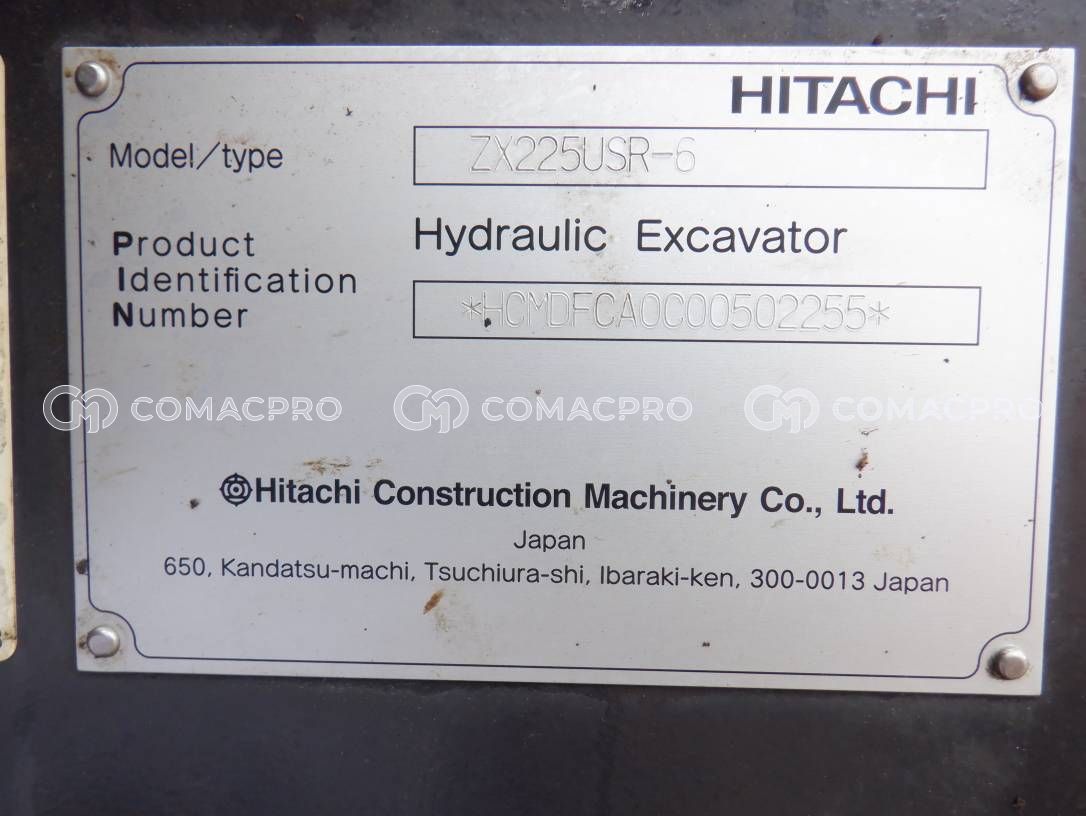 HITACHI
Model/type ZX225USR-6
Product Identification Number
Hydraulic Excavator
*HCMDFCA0C00502255*
COMACPRO COMACPRO COMACPRO
Hitachi Construction Machinery Co., Ltd.
Japan
650, Kandatsu-machi, Tsuchiura-shi, Ibaraki-ken, 300-0013 Japan